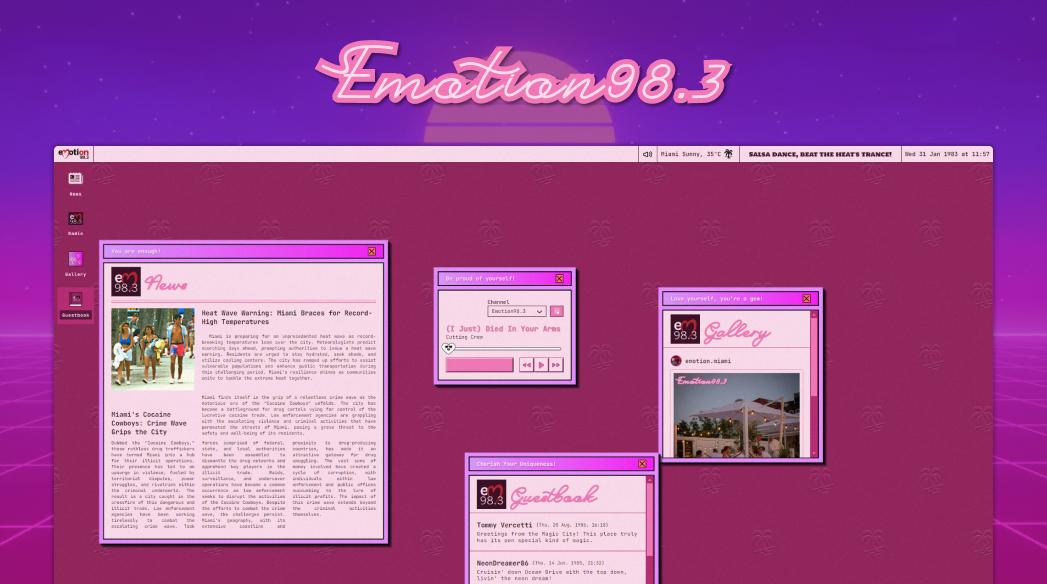 Emotion98.3
emotion 98.3
Miami Sunny, 35°C
SALSA DANCE, BEAT THE HEAT'S TRANCE!
Wed 31 Jan 1983 at 11:57
News
Radio
Gallery
Guestbook
You are enough!
em 98.3
News
Heat Wave Warning: Miami Braces for Record-
High Temperatures
Miami is preparing for an unprecedented heat wave as record-
breaking temperatures loom over the city. Meteorologists predict
scorching days ahead, prompting authorities to issue a heat wave
warning. Residents are urged to stay hydrated, seek shade, and
utilize cooling centers. The city has ramped up efforts to assist
vulnerable populations and enhance public transportation during
this challenging period. Miami's resilience shines as communities
unite to tackle the extreme heat together.
Miami finds itself in the grip of a relentless crime wave as the
notorious era of the "Cocaine Cowboys" unfolds. The city has
become a battleground for drug cartels vying for control of the
lucrative cocaine trade. Law enforcement agencies are grappling
with the escalating violence and criminal activities that have
permeated the streets of Miami, posing a grave threat to the
safety and well-being of its residents.
Miami's Cocaine
Cowboys: Crime Wave
Grips the City
Dubbed the "Cocaine Cowboys,"
these ruthless drug traffickers
have turned Miami into a hub
for their illicit operations.
Their presence has led to an
upsurge in violence, fueled by
territorial disputes, power
struggles, and rivalries within
the criminal underworld. The
result is a city caught in the
crossfire of this dangerous and
illicit trade. Law enforcement
agencies have been working
tirelessly to combat the
escalating crime wave. Task
forces comprised of federal,
state, and local authorities
have been assembled to
dismantle the drug networks and
apprehend key players in the
illicit trade. Raids,
surveillance, and undercover
operations have become a common
occurrence as law enforcement
seeks to disrupt the activities
of the Cocaine Cowboys. Despite
the efforts to combat the crime
wave, the challenges persist.
Miami's geography, with its
extensive coastline and
proximity to drug-producing
countries, has made it an
attractive gateway for drug
smuggling. The vast sums of
money involved have created a
cycle of corruption, with
individuals within law
enforcement and public offices
succumbing to the lure of
illicit profits. The impact of
this crime wave extends beyond
the criminal activities
themselves.
Be proud of yourself!
Channel
Emotion98.3
(I Just) Died In Your Arms
Cutting Crew
Love yourself, you're a gem!
em 98.3
Gallery
emotion.miami
Emotion98.3
Cherish Your Uniqueness!
em 98.3
Guestbook
Tommy Vercetti (Thu, 28 Aug, 1986, 16:18)
Greetings from the Magic City! This place truly
has its own special kind of magic.
NeonDreamer86 (Thu, 14 Jun, 1985, 21:32)
Cruisin' down Ocean Drive with the top down,
livin' the neon dream!